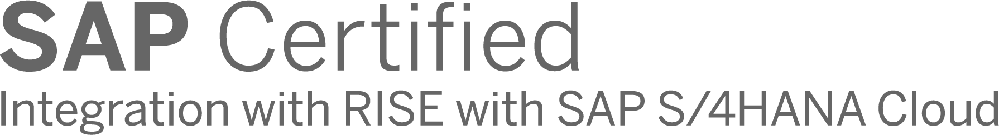 SAP Certified
Integration with RISE with SAP S/4HANA Cloud